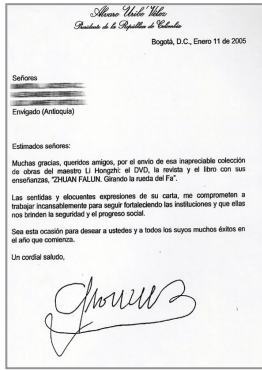 Álvaro Uribe Vélez
Presidente de la República de Colombia
Bogotá, D.C., Enero 11 de 2005
Señores
Envigado (Antioquia)
Estimados señores:
Muchas gracias, queridos amigos, por el envio de esa inapreciable colección
de obras del maestro Li Hongzhi: el DVD, la revista y el libro con sus
enseñanzas, "ZHUAN FALUN. Girando la rueda del Fa".
Las sentidas y elocuentes expresiones de su carta, me comprometen a
trabajar incansablemente para seguir fortaleciendo las instituciones y que ellas
nos brinden la seguridad y el progreso social.
Sea esta ocasión para desear a ustedes y a todos los suyos muchos éxitos en
el año que comienza.
Un cordial saludo,